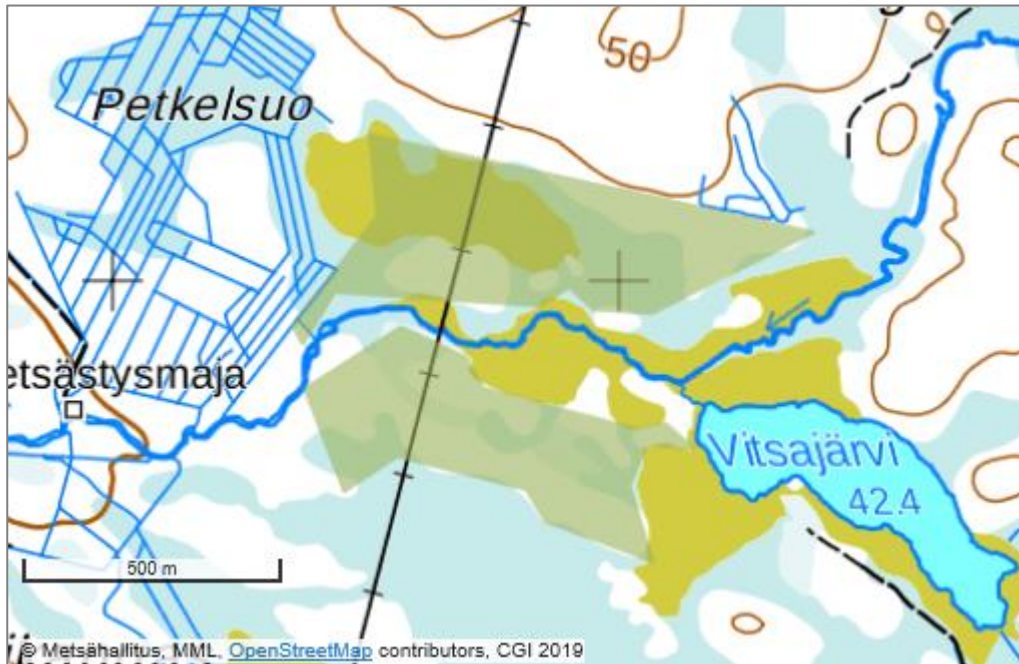 50
Petkelsuo
etsästysmaja
Vitsajärvi
42.4
500 m
© Metsähallitus, MML, OpenStreetMap contributors, CGI 2019